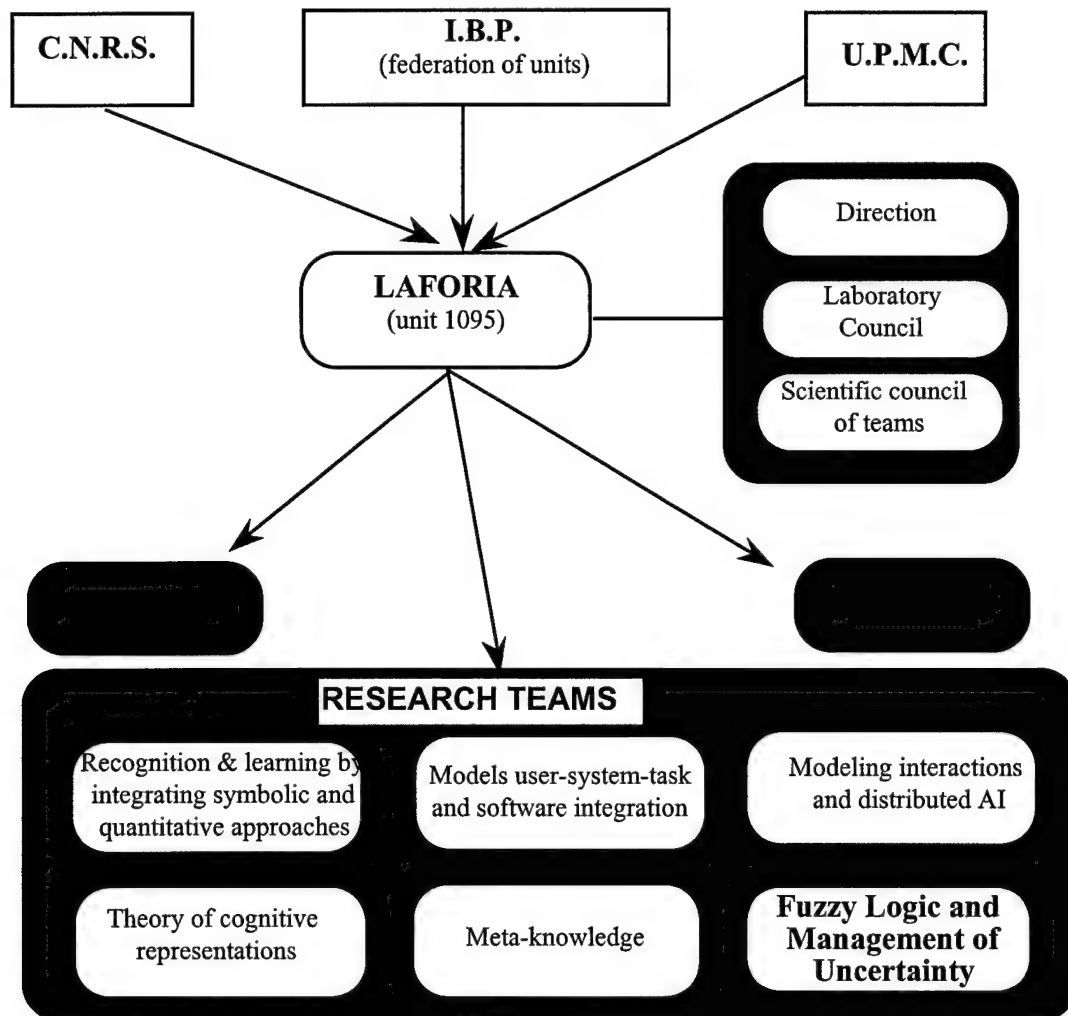 C.N.R.S.
I.B.P.
(federation of units)
U.P.M.C.
Direction
Laboratory
Council
Scientific council
of teams
LAFORIA
(unit 1095)
RESEARCH TEAMS
Recognition & learning by
integrating symbolic and
quantitative approaches
Models user-system-task
and software integration
Modeling interactions
and distributed AI
Theory of cognitive
representations
Meta-knowledge
Fuzzy Logic and
Management of
Uncertainty